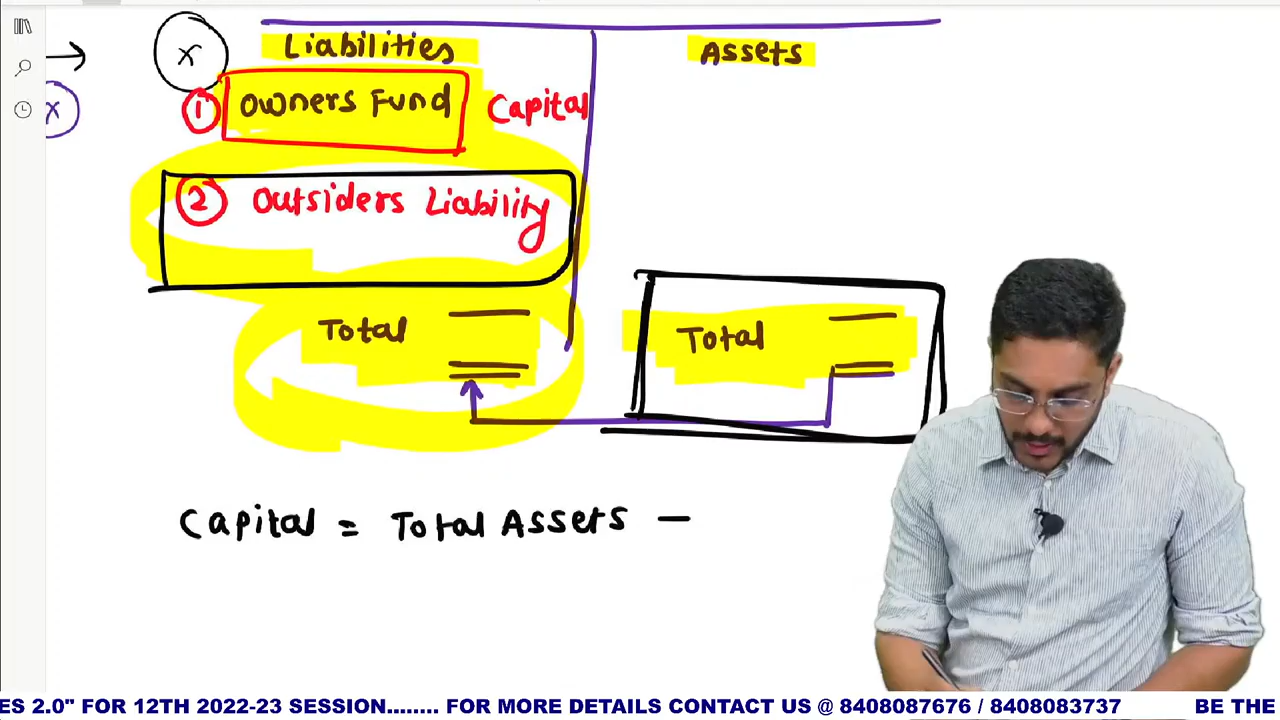 X
Liabilities
Assets
X
1 Owners Fund Capital
2 Outsiders Liability
Total
Total
Capital = Total Assets –
ES 2.0" FOR 12TH 2022-23 SESSION........ FOR MORE DETAILS CONTACT US @ 8408087676 / 8408083737 BE THE